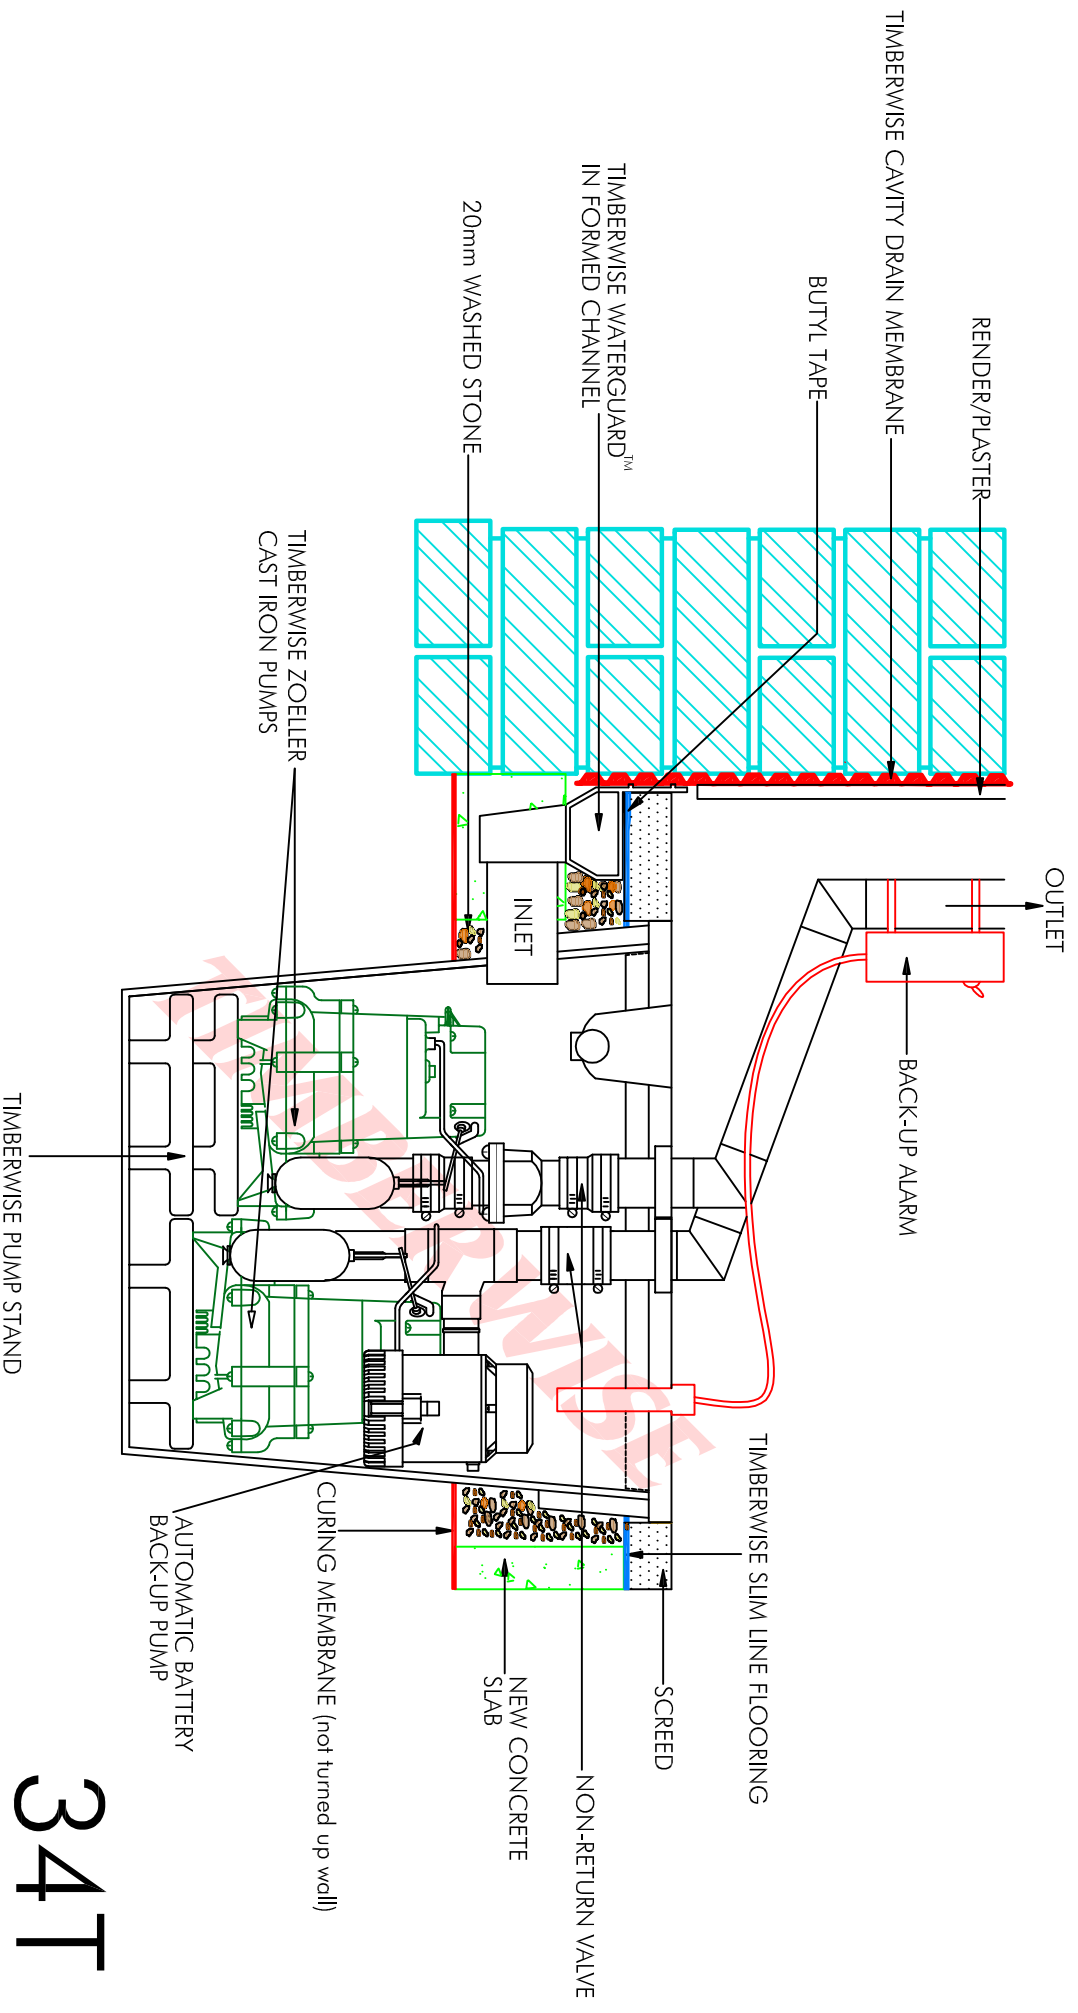 RENDER/PLASTER
TIMBERWISE CAVITY DRAIN MEMBRANE
BUTYL TAPE
TIMBERWISE WATERGUARD™
IN FORMED CHANNEL
20mm WASHED STONE
TIMBERWISE ZOELLER
CAST IRON PUMPS
OUTLET
INLET
BACK-UP ALARM
TIMBERWISE
TIMBERWISE PUMP STAND
TIMBERWISE SLIM LINE FLOORING
SCREED
NON-RETURN VALVE
NEW CONCRETE
SLAB
CURING MEMBRANE (not turned up wall)
AUTOMATIC BATTERY
BACK-UP PUMP
34T